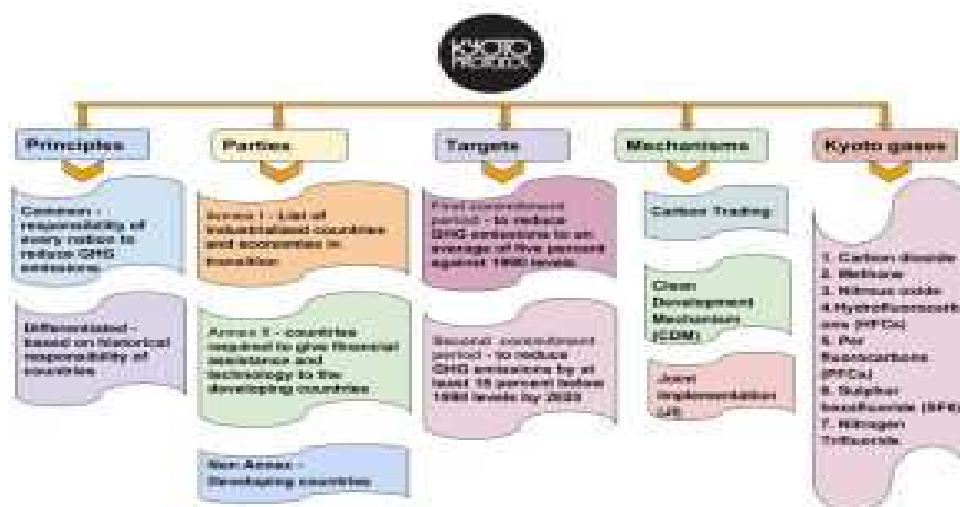 KYOTO
PROTOCOL
Principles
Common -
responsibility of
every nation to
reduce GHG
emissions
Differentiated -
based on historical
responsibility of
countries
Parties
Annex I - List of
industrialized countries
and economies in
transition
Annex II - countries
required to give financial
assistance and
technology to the
developing countries
Non Annex -
Developing countries
Targets
First commitment
period - to reduce
GHG emissions to an
average of five percent
against 1990 levels
Second commitment
period - to reduce
GHG emissions by at
least 18 percent below
1990 levels by 2020
Mechanisms
Carbon Trading
Clean
Development
Mechanism (CDM)
Joint
Implementation
(JI)
Kyoto gases
1. Carbon dioxide
2. Methane
3. Nitrous oxide
4.Hydrofluorocarb
ons (HFCs)
5. Per
fluorocarbons
(PFCs)
6. Sulphur
hexafluoride (SF6)
7. Nitrogen
Trifluoride